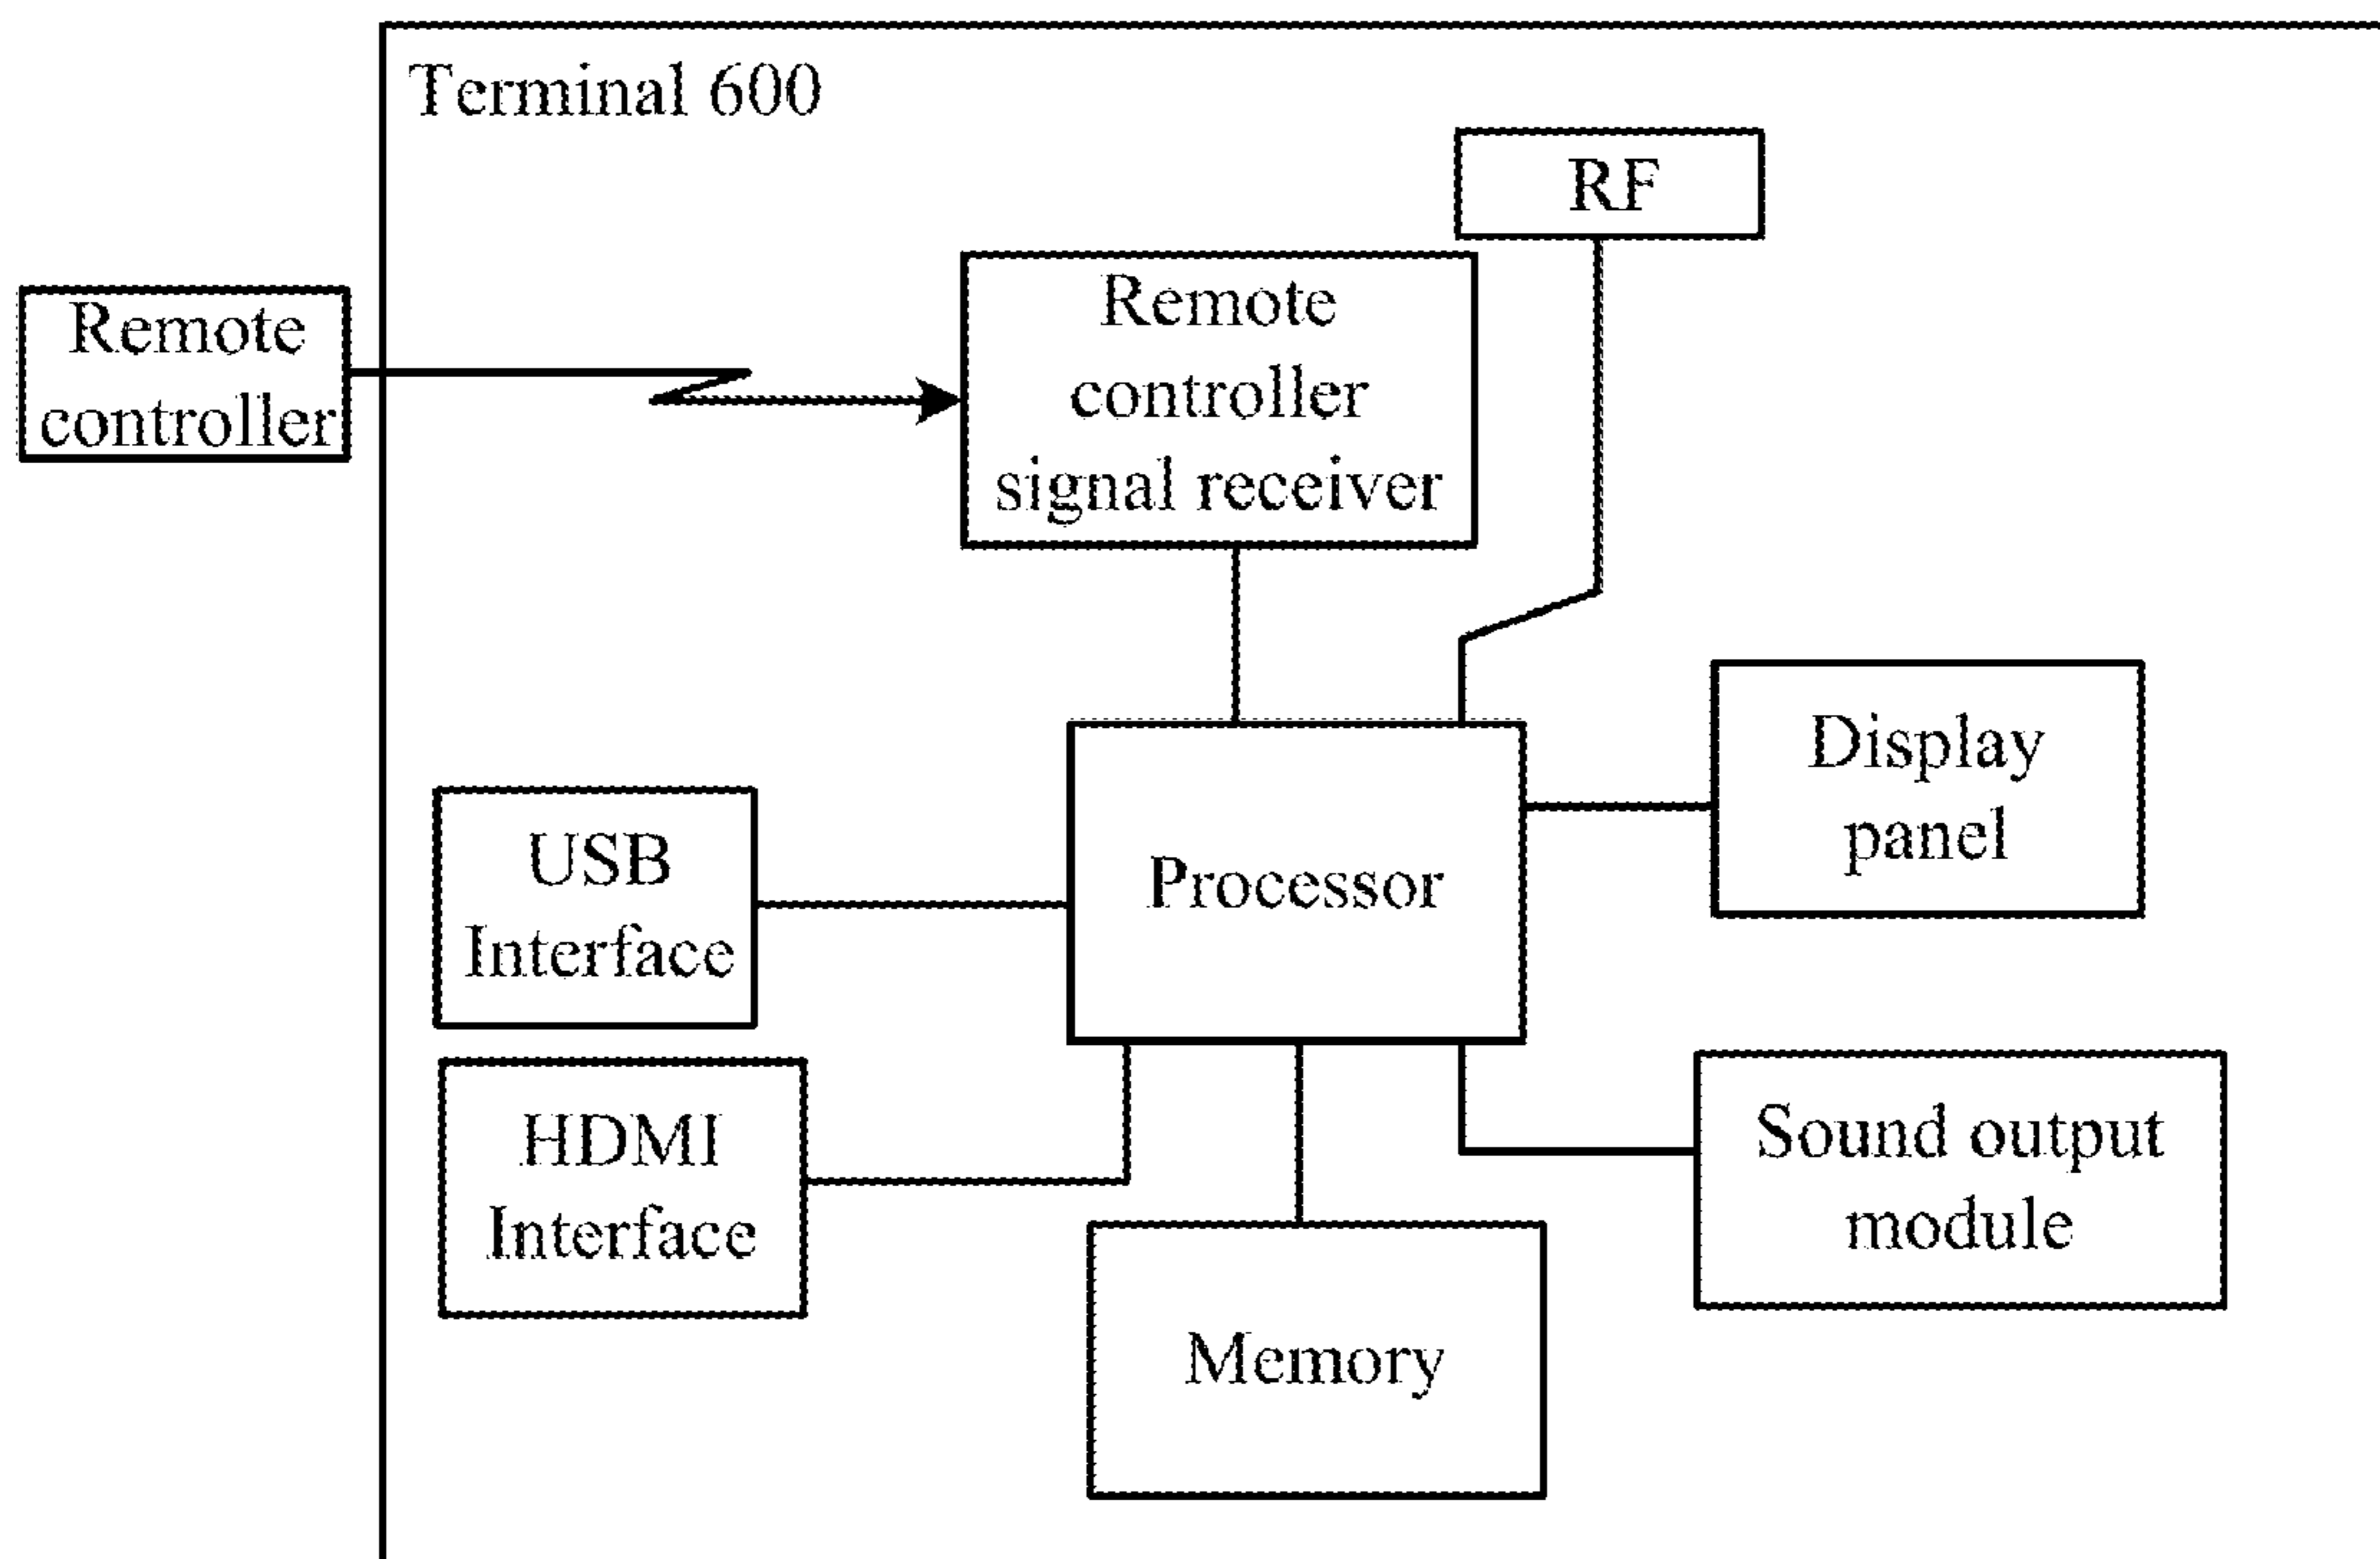 Terminal 600
RF
Remote
controller
Remote
controller
signal receiver
Display
panel
USB
Interface
Processor
HDMI
Interface
Sound output
module
Memory